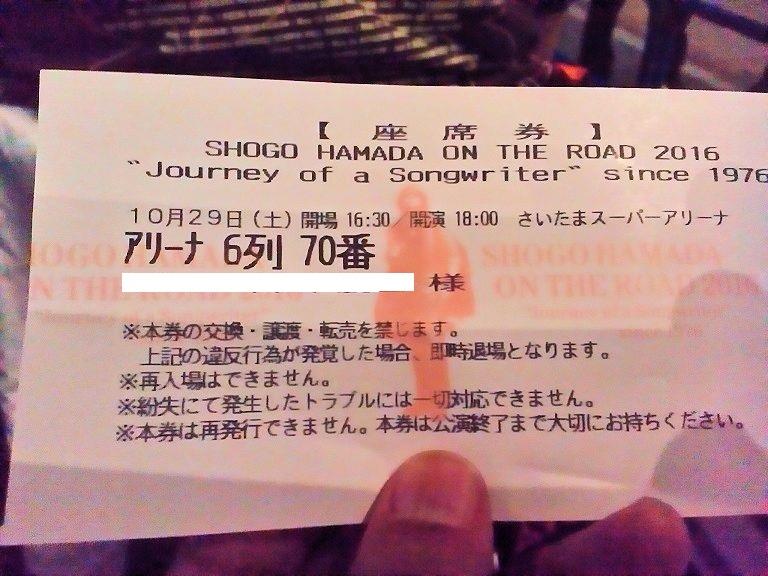 【 座 席 券 】
SHOGO HAMADA ON THE ROAD 2016
"Journey of a Songwriter" since 1976
10月29日(土) 開場 16:30/開演 18:00 さいたまスーパーアリーナ
アリーナ 6列 70番
様
SHOGO HAMADA
ON THE ROAD 2016
"Journey of a Songwriter"
since 1976
※本券の交換・譲渡・転売を禁じます。
上記の違反行為が発覚した場合、即時退場となります。
※再入場はできません。
※紛失にて発生したトラブルには一切対応できません。
※本券は再発行できません。本券は公演終了まで大切にお持ちください。